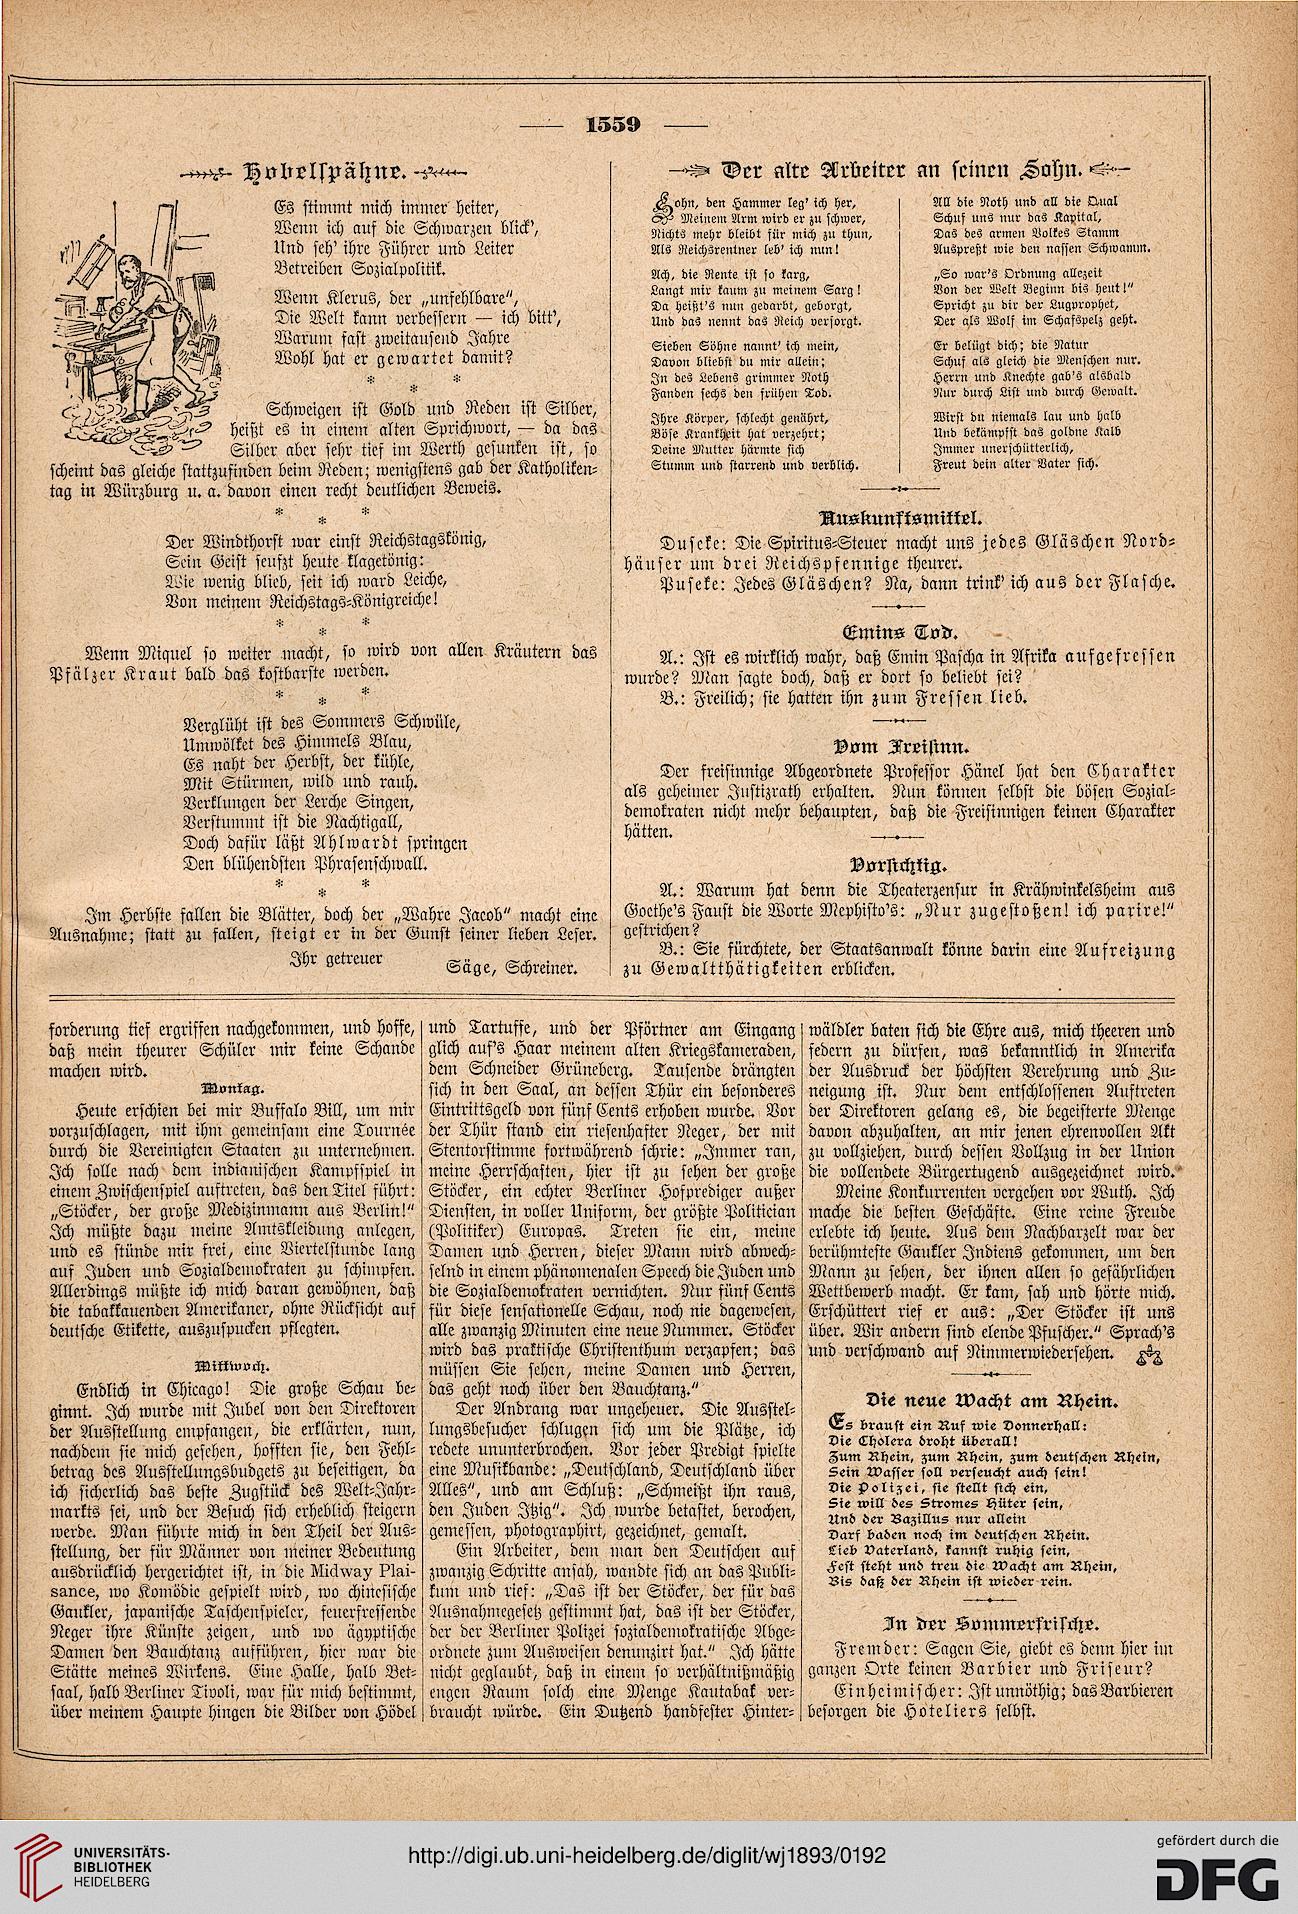 1559
Hobelspähne.
Es stimmt mich immer heiter,
Wenn ich auf die Schwarzen blick',
Und seh' ihre Führer und Leiter
Betreiben Sozialpolitik.
Wenn Klerus, der „unfehlbare",
Die Welt kann verbessern — ich bitt',
Warum fast zweitausend Jahre
Wohl hat er gewartet damit?
* * *
Schweigen ist Gold und Reden ist Silber,
heißt es in einem alten Sprichwort, — da das
Silber aber sehr tief im Werth gesunken ist, so
scheint das gleiche stattzufinden beim Reden; wenigstens gab der Katholiken-
tag in Würzburg u. a. davon einen recht deutlichen Beweis.
* * *
Der Windthorst war einst Reichstagskönig,
Sein Geist seufzt heute klagetönig:
Wie wenig blieb, seit ich ward Leiche,
Von meinem Reichstags-Königreiche!
* * *
Wenn Miquel so weiter macht, so wird von allen Kräutern das
Pfälzer Kraut bald das kostbarste werden.
* * *
Verglüht ist des Sommers Schwüle,
Umwölket des Himmels Blau,
Es naht der Herbst, der kühle,
Mit Stürmen, wild und rauh.
Verklungen der Lerche Singen,
Verstummt ist die Nachtigall,
Doch dafür läßt Ahlwardt springen
Den blühendsten Phrasenschwall.
* * *
Im Herbste fallen die Blätter, doch der „Wahre Jacob" macht eine
Ausnahme; statt zu fallen, steigt er in der Gunst seiner lieben Leser.
Ihr getreuer
Säge, Schreiner.
Der alte Arbeiter an seinen Sohn.
Sohn, den Hammer leg' ich her,
Meinem Arm wird er zu schwer,
Nichts mehr bleibt für mich zu thun,
Als Reichsrentner leb' ich nun!
Ach, die Rente ist so karg,
Langt mir kaum zu meinem Sarg!
Da heißt's nun gedarbt, geborgt,
Und das nennt das Reich versorgt.
Sieben Söhne nannt' ich mein,
Davon bliebst du mir allein;
In des Lebens grimmer Noth
Fanden sechs den frühen Tod.
Ihre Körper, schlecht genährt,
Böse Krankheit hat verzehrt;
Deine Mutter härmte sich
Stumm und starrend und verblich.
All die Noth und all die Qual
Schuf uns nur das Kapital,
Das des armen Volkes Stamm
Auspreßt wie den nassen Schwamm.
„So war's Ordnung allezeit
Von der Welt Beginn bis heut!"
Spricht zu dir der Lugprophet,
Der als Wolf im Schafspelz geht.
Er belügt dich; die Natur
Schuf als gleich die Menschen nur.
Herrn und Knechte gab's alsbald
Nur durch List und durch Gewalt.
Wirst du niemals lau und halb
Und bekämpfst das goldne Kalb
Immer unerschütterlich,
Freut dein alter Vater sich.
Auskunftsmittel.
Duseke: Die Spiritus-Steuer macht uns jedes Gläschen Nord-
häuser um drei Reichspfennige theurer.
Puseke: Jedes Gläschen? Na, dann trink' ich aus der Flasche.
Emins Tod.
A.: Ist es wirklich wahr, daß Emin Pascha in Afrika aufgefressen
wurde? Man sagte doch, daß er dort so beliebt sei?
B.: Freilich; sie hatten ihn zum Fressen lieb.
Vom Freisinn.
Der freisinnige Abgeordnete Professor Hänel hat den Charakter
als geheimer Justizrath erhalten. Nun können selbst die bösen Sozial-
demokraten nicht mehr behaupten, daß die Freisinnigen keinen Charakter
hätten.
Vorsichtig.
A.: Warum hat denn die Theaterzensur in Krähwinkelsheim aus
Goethe's Faust die Worte Mephisto's: „Nur zugestoßen! ich parire!"
gestrichen?
B.: Sie fürchtete, der Staatsanwalt könne darin eine Aufreizung
zu Gewaltthätigkeiten erblicken.
forderung tief ergriffen nachgekommen, und hoffe,
daß mein theurer Schüler mir keine Schande
machen wird.
Montag.
Heute erschien bei mir Buffalo Bill, um mir
vorzuschlagen, mit ihm gemeinsam eine Tournée
durch die Vereinigten Staaten zu unternehmen.
Ich solle nach dem indianischen Kampfspiel in
einem Zwischenspiel auftreten, das den Titel führt:
„Stöcker, der große Medizinmann aus Berlin!"
Ich müßte dazu meine Amtskleidung anlegen,
und es stünde mir frei, eine Viertelstunde lang
auf Juden und Sozialdemokraten zu schimpfen.
Allerdings müßte ich mich daran gewöhnen, daß
die tabakkauenden Amerikaner, ohne Rücksicht auf
deutsche Etikette, auszuspucken pflegten.
Mittwoch.
Endlich in Chicago! Die große Schau be-
ginnt. Ich wurde mit Jubel von den Direktoren
der Ausstellung empfangen, die erklärten, nun,
nachdem sie mich gesehen, hofften sie, den Fehl-
betrag des Ausstellungsbudgets zu beseitigen, da
ich sicherlich das beste Zugstück des Welt-Jahr-
markts sei, und der Besuch sich erheblich steigern
werde. Man führte mich in den Theil der Aus-
stellung, der für Männer von meiner Bedeutung
ausdrücklich hergerichtet ist, in die Midway Plai-
sance, wo Komödie gespielt wird, wo chinesische
Gaukler, japanische Taschenspieler, feuerfressende
Neger ihre Künste zeigen, und wo ägyptische
Damen den Bauchtanz aufführen, hier war die
Stätte meines Wirkens. Eine Halle, halb Bet-
saal, halb Berliner Tivoli, war für mich bestimmt,
über meinem Haupte hingen die Bilder von Hödel
und Tartuffe, und der Pförtner am Eingang
glich auf's Haar meinem alten Kriegskameraden,
dem Schneider Grüneberg. Tausende drängten
sich in den Saal, an dessen Thür ein besonderes
Eintrittsgeld von fünf Cents erhoben wurde. Vor
der Thür stand ein riesenhafter Neger, der mit
Stentorstimme fortwährend schrie: „Immer ran,
meine Herrschaften, hier ist zu sehen der große
Stöcker, ein echter Berliner Hofprediger außer
Diensten, in voller Uniform, der größte Politician
(Politiker) Europas. Treten sie ein, meine
Damen und Herren, dieser Mann wird abwech-
selnd in einem phänomenalen Speech die Juden und
die Sozialdemokraten vernichten. Nur fünf Cents
für diese sensationelle Schau, noch nie dagewesen,
alle zwanzig Minuten eine neue Nummer. Stöcker
wird das praktische Christenthum verzapfen; das
müssen Sie sehen, meine Damen und Herren,
das geht noch über den Bauchtanz."
Der Andrang war ungeheuer. Die Ausstel-
lungsbesucher schlugen sich um die Plätze, ich
redete ununterbrochen. Vor jeder Predigt spielte
eine Musikbande: „Deutschland, Deutschland über
Alles", und am Schluß: „Schmeißt ihn raus,
den Juden Itzig". Ich wurde betastet, berochen,
gemessen, photographirt, gezeichnet, gemalt.
Ein Arbeiter, dem man den Deutschen auf
zwanzig Schritte ansah, wandte sich an das Publi-
kum und rief: „Das ist der Stöcker, der für das
Ausnahmegesetz gestimmt hat, das ist der Stöcker,
der der Berliner Polizei sozialdemokratische Abge-
ordnete zum Ausweisen denunzirt hat." Ich hätte
nicht geglaubt, daß in einem so verhältnißmäßig
engen Raum solch eine Menge Kautabak ver-
braucht würde. Ein Dutzend handfester Hinter-
wäldler baten sich die Ehre aus, mich theeren und
federn zu dürfen, was bekanntlich in Amerika
der Ausdruck der höchsten Verehrung und Zu-
neigung ist. Nur dem entschlossenen Auftreten
der Direktoren gelang es, die begeisterte Menge
davon abzuhalten, an mir jenen ehrenvollen Akt
zu vollziehen, durch dessen Vollzug in der Union
die vollendete Bürgertugend ausgezeichnet wird.
Meine Konkurrenten vergehen vor Wuth. Ich
mache die besten Geschäfte. Eine reine Freude
erlebte ich heute. Aus dem Nachbarzelt war der
berühmteste Gaukler Indiens gekommen, um den
Mann zu sehen, der ihnen allen so gefährlichen
Wettbewerb macht. Er kam, sah und hörte mich.
Erschüttert rief er aus: „Der Stöcker ist uns
über. Wir andern sind elende Pfuscher." Sprach's
und verschwand auf Nimmerwiedersehen.
Die neue Wacht am Rhein.
Es braust ein Ruf wie Donnerhall:
Die Cholera droht überall!
Zum Rhein, zum Rhein, zum deutschen Rhein,
Sein Wasser soll verseucht auch sein!
Die Polizei, sie stellt sich ein,
Sie will des Stromes Hüter sein,
Und der Bazillus nur allein
Darf baden noch im deutschen Rhein.
Lieb Vaterland, kannst ruhig sein,
Fest steht und treu die Wacht am Rhein,
Bis daß der Rhein ist wieder rein.
In der Sommerfrische.
Fremder: Sagen Sie, giebt es denn hier im
ganzen Orte keinen Barbier und Friseur?
Einheimischer: Ist unnöthig; das Barbieren
besorgen die Hoteliers selbst.
UNIVERSITÄTS-
BIBLIOTHEK
HEIDELBERG
http://digi.ub.uni-heidelberg.de/diglit/wj1893/0192
gefördert durch die
DFG